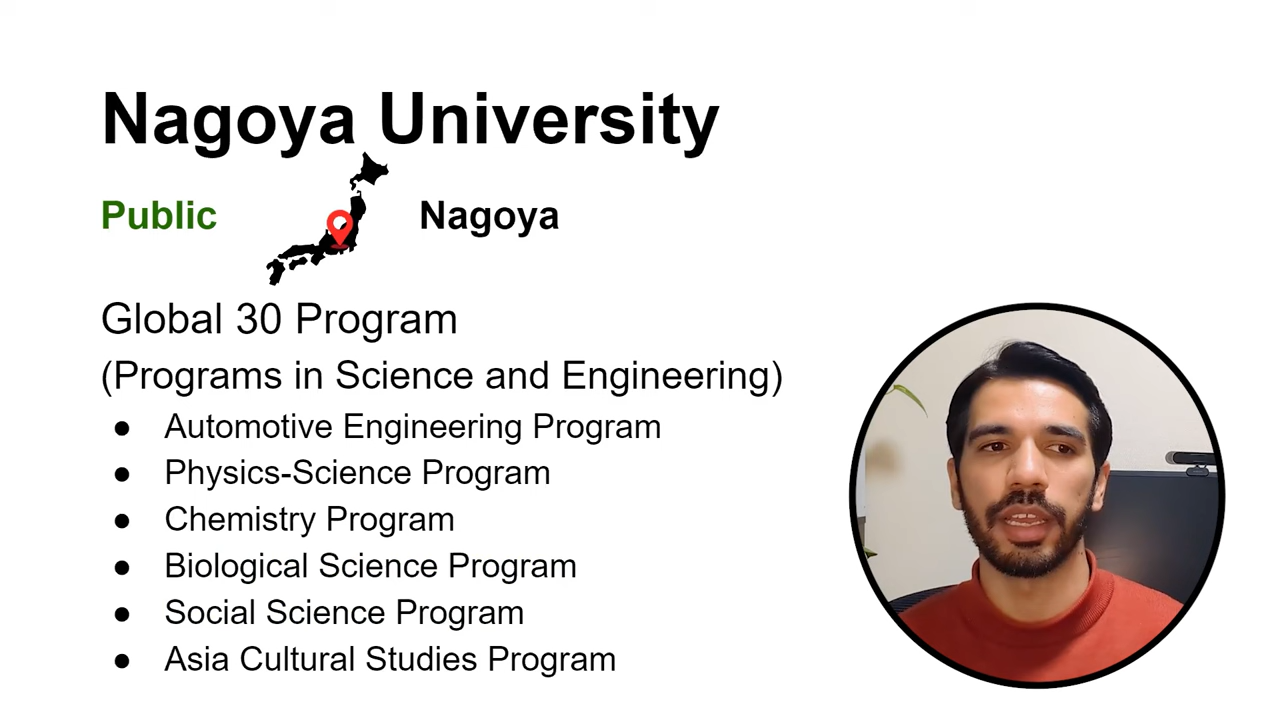 Nagoya University
Public
Nagoya
Global 30 Program
(Programs in Science and Engineering)
● Automotive Engineering Program
● Physics-Science Program
● Chemistry Program
● Biological Science Program
● Social Science Program
● Asia Cultural Studies Program